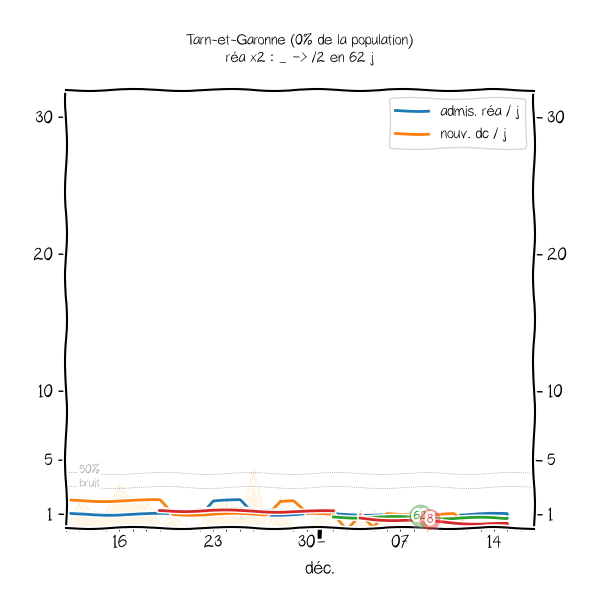 Tarn-et-Garonne (0% de la population)
réa x2 : _ -> /2 en 62 j
admis. réa / j
nouv. dc / j
30 30
20 20
10 10
5 5
50%
bruit
1 1
6 8
16 23 30 07 14
déc.